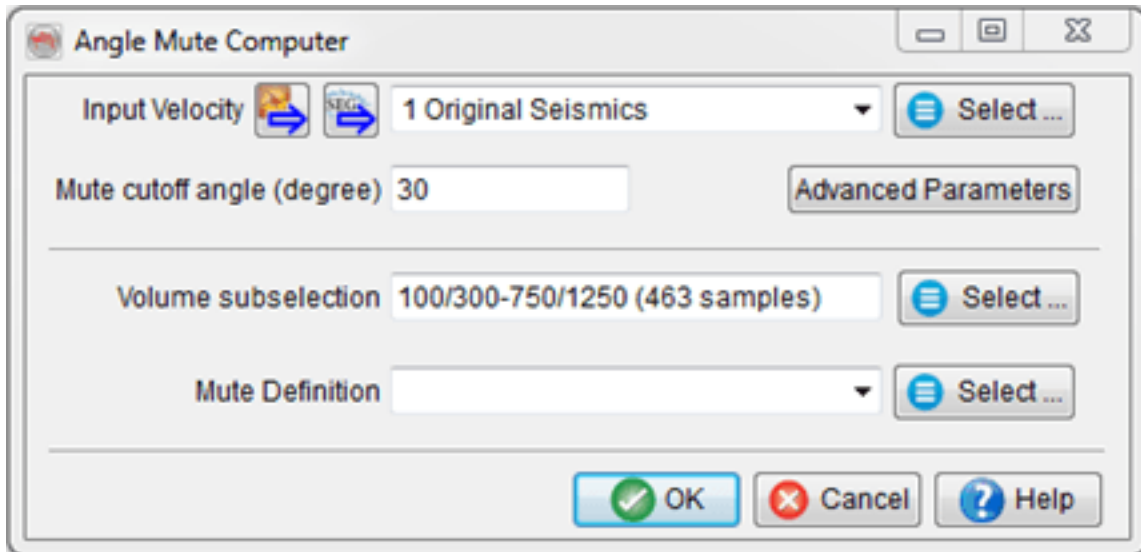 Angle Mute Computer
Input Velocity SEG 1 Original Seismics Select ...
Mute cutoff angle (degree) 30 Advanced Parameters
Volume subselection 100/300-750/1250 (463 samples) Select ...
Mute Definition Select ...
OK Cancel ? Help